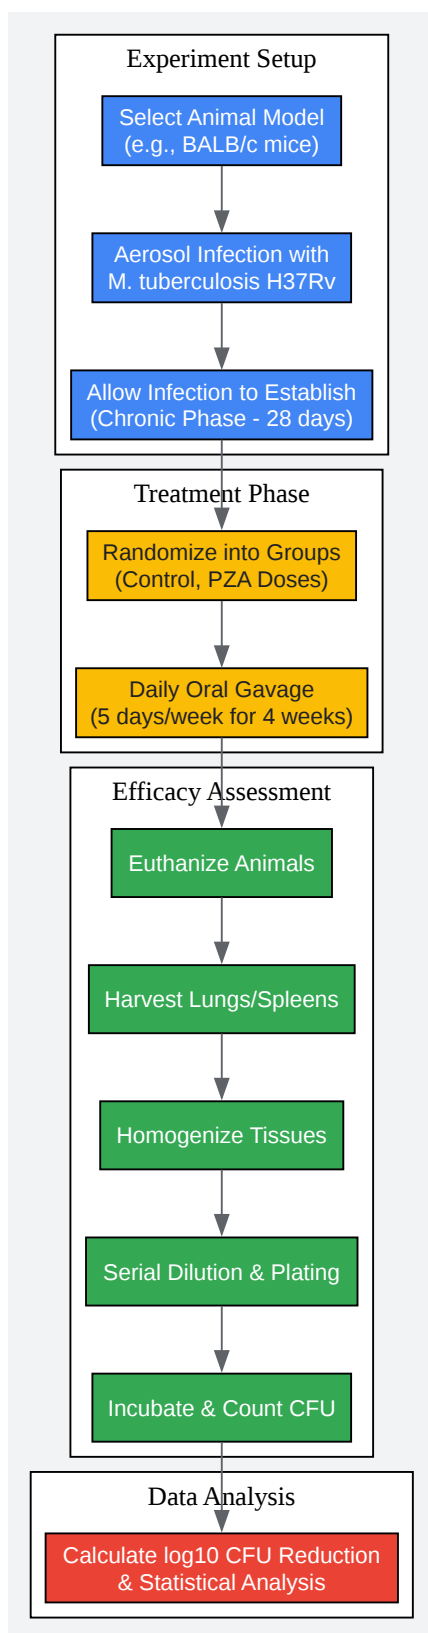 Experiment Setup
Select Animal Model
(e.g., BALB/c mice)
Aerosol Infection with
M. tuberculosis H37Rv
Allow Infection to Establish
(Chronic Phase - 28 days)
Treatment Phase
Randomize into Groups
(Control, PZA Doses)
Daily Oral Gavage
(5 days/week for 4 weeks)
Efficacy Assessment
Euthanize Animals
Harvest Lungs/Spleens
Homogenize Tissues
Serial Dilution & Plating
Incubate & Count CFU
Data Analysis
Calculate log10 CFU Reduction
& Statistical Analysis